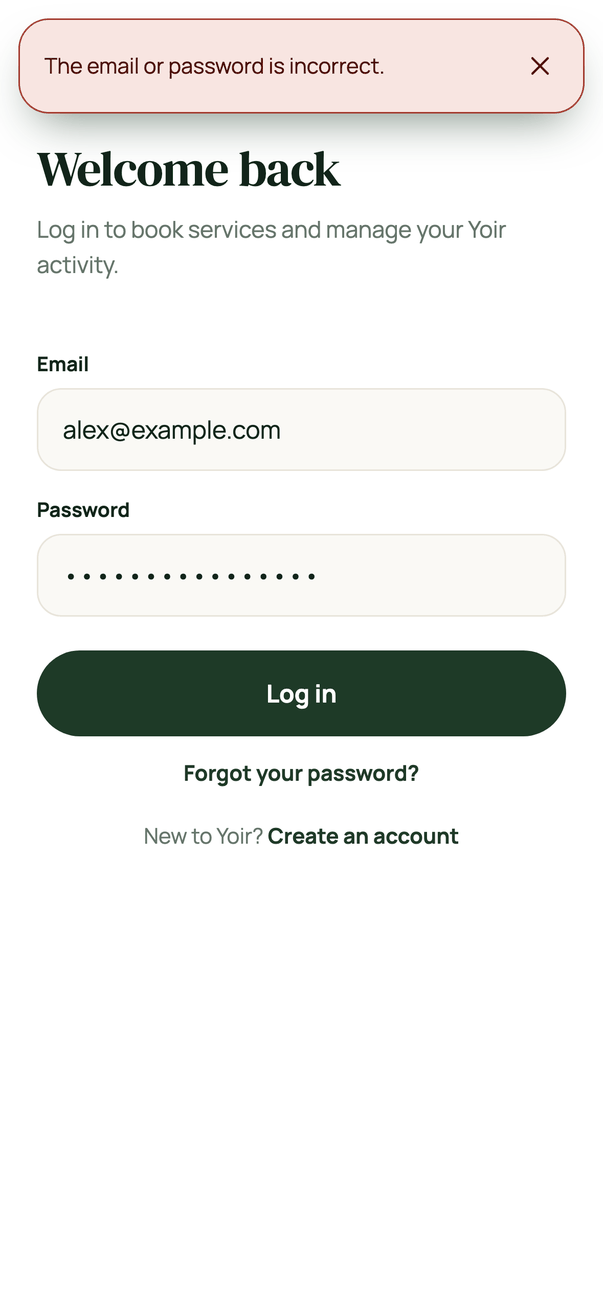 The email or password is incorrect.
Welcome back
Log in to book services and manage your Yoir
activity.
Email
alex@example.com
Password
••••••••••••••••
Log in
Forgot your password?
New to Yoir? Create an account